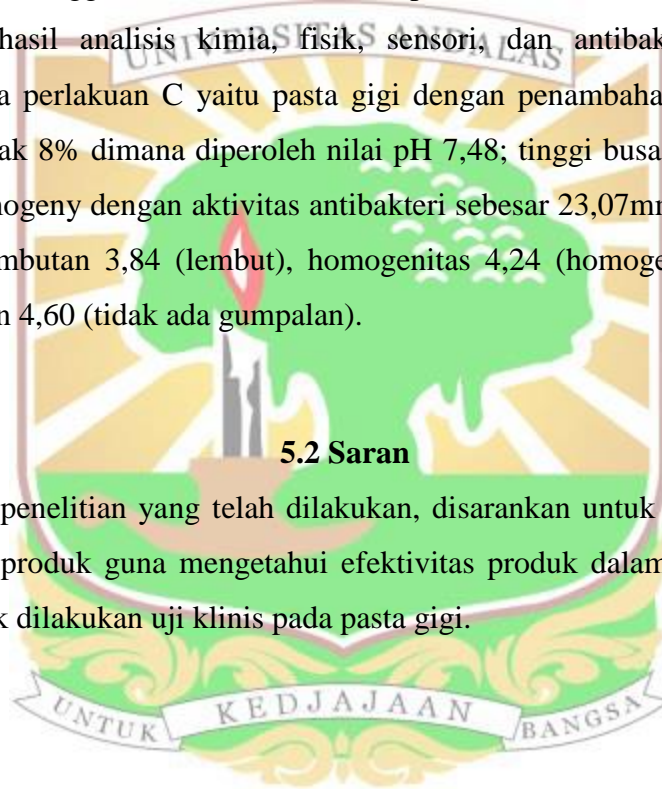 UNIVERSITAS ANDALAS
hasil analisis kimia, fisik, sensori, dan antibak
a perlakuan C yaitu pasta gigi dengan penambaha
ak 8% dimana diperoleh nilai pH 7,48; tinggi busa
ogeny dengan aktivitas antibakteri sebesar 23,07mm
mbutan 3,84 (lembut), homogenitas 4,24 (homoge
n 4,60 (tidak ada gumpalan).
5.2 Saran
penelitian yang telah dilakukan, disarankan untuk
produk guna mengetahui efektivitas produk dalam
k dilakukan uji klinis pada pasta gigi.
UNTUK KEDJAJAAN BANGSA